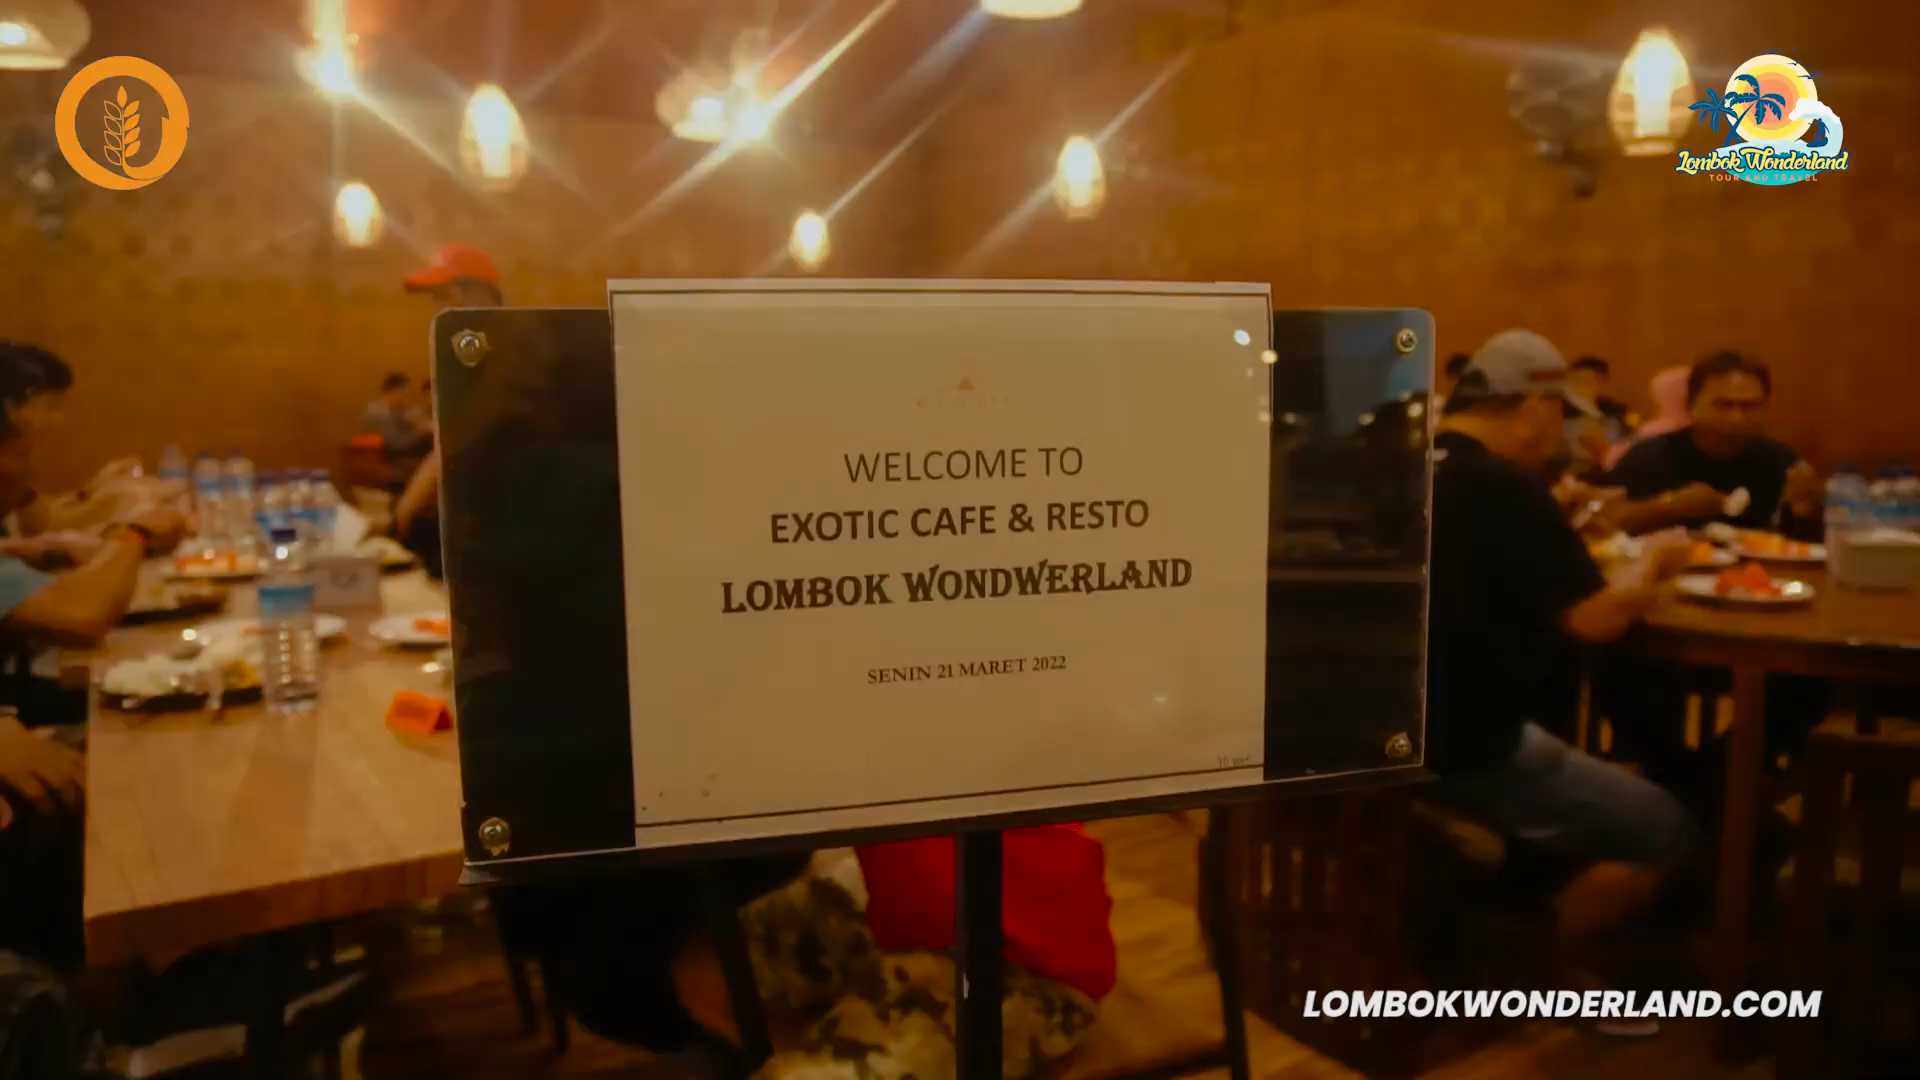 Lombok Wonderland
TOUR AND TRAVEL
WELCOME TO
EXOTIC CAFE & RESTO
LOMBOK WONDWERLAND
SENIN 21 MARET 2022
LOMBOKWONDERLAND.COM